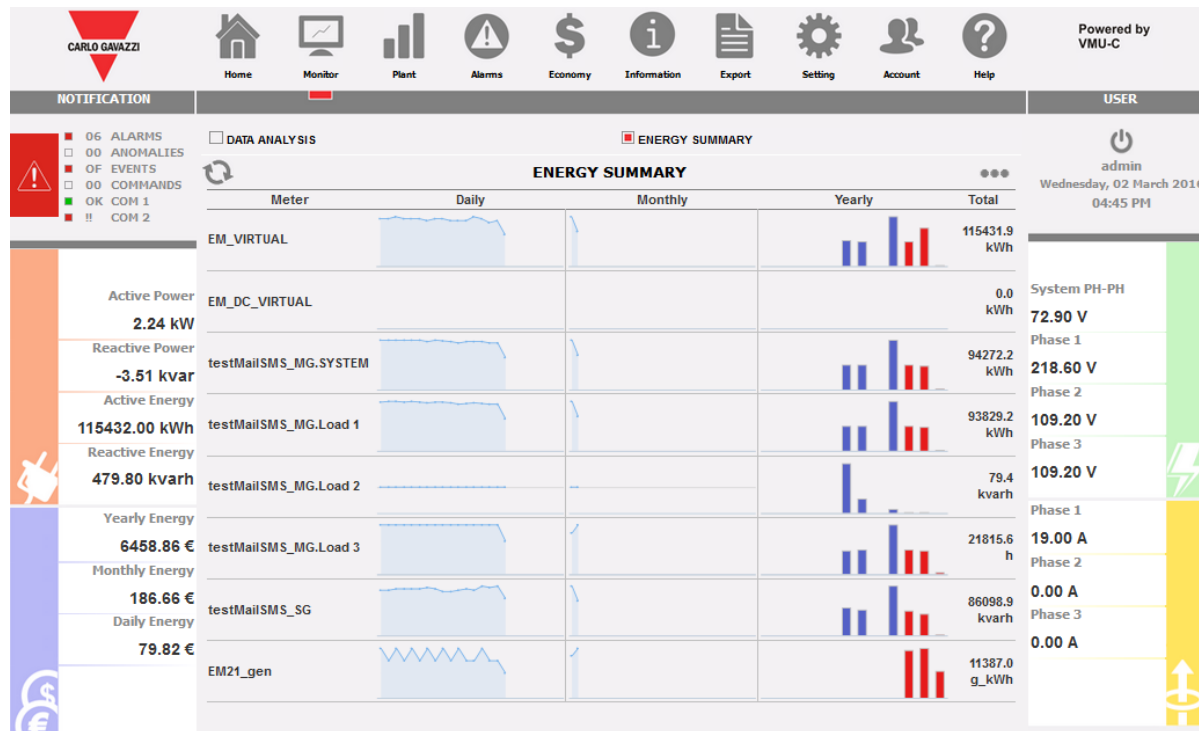 CARLO GAVAZZI
Home
Monitor
Plant
Alarms
Economy
Information
Export
Setting
Account
Help
Powered by
VMU-C
NOTIFICATION
USER
06 ALARMS
00 ANOMALIES
OF EVENTS
00 COMMANDS
OK COM 1
!! COM 2
DATA ANALYSIS
ENERGY SUMMARY
admin
Wednesday, 02 March 2016
04:45 PM
ENERGY SUMMARY
Meter Daily Monthly Yearly Total
EM_VIRTUAL 115431.9
kWh
EM_DC_VIRTUAL 0.0
kWh
testMailSMS_MG.SYSTEM 94272.2
kWh
testMailSMS_MG.Load 1 93829.2
kWh
testMailSMS_MG.Load 2 79.4
kvarh
testMailSMS_MG.Load 3 21815.6
h
testMailSMS_SG 86098.9
kvarh
EM21_gen 11387.0
g_kWh
Active Power
2.24 kW
Reactive Power
-3.51 kvar
Active Energy
115432.00 kWh
Reactive Energy
479.80 kvarh
Yearly Energy
6458.86 €
Monthly Energy
186.66 €
Daily Energy
79.82 €
System PH-PH
72.90 V
Phase 1
218.60 V
Phase 2
109.20 V
Phase 3
109.20 V
Phase 1
19.00 A
Phase 2
0.00 A
Phase 3
0.00 A